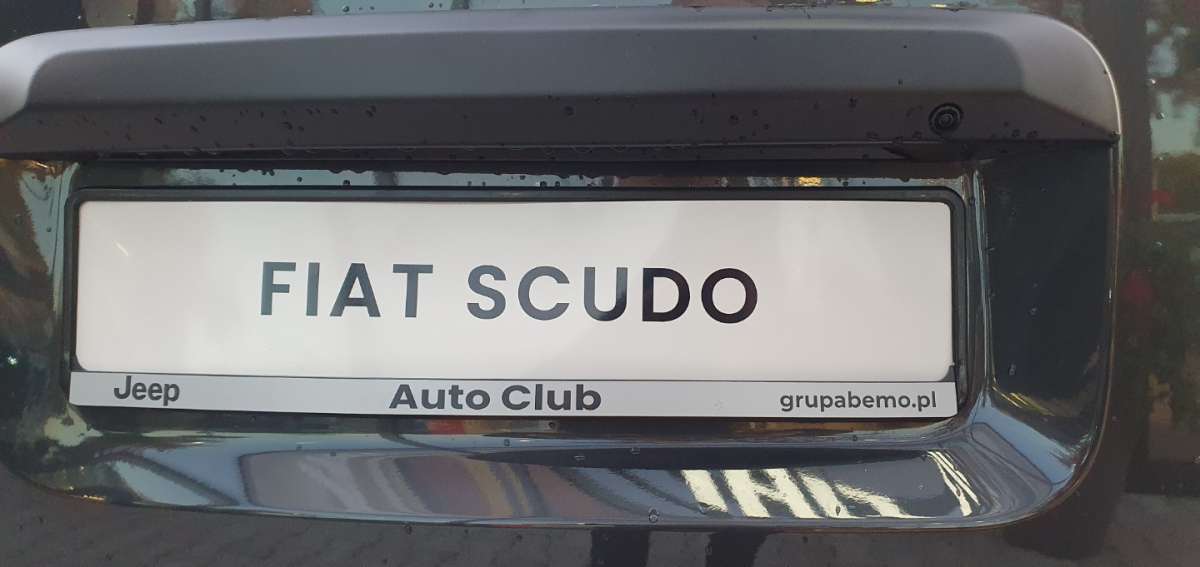 FIAT SCUDO
Jeep Auto Club grupabemo.pl